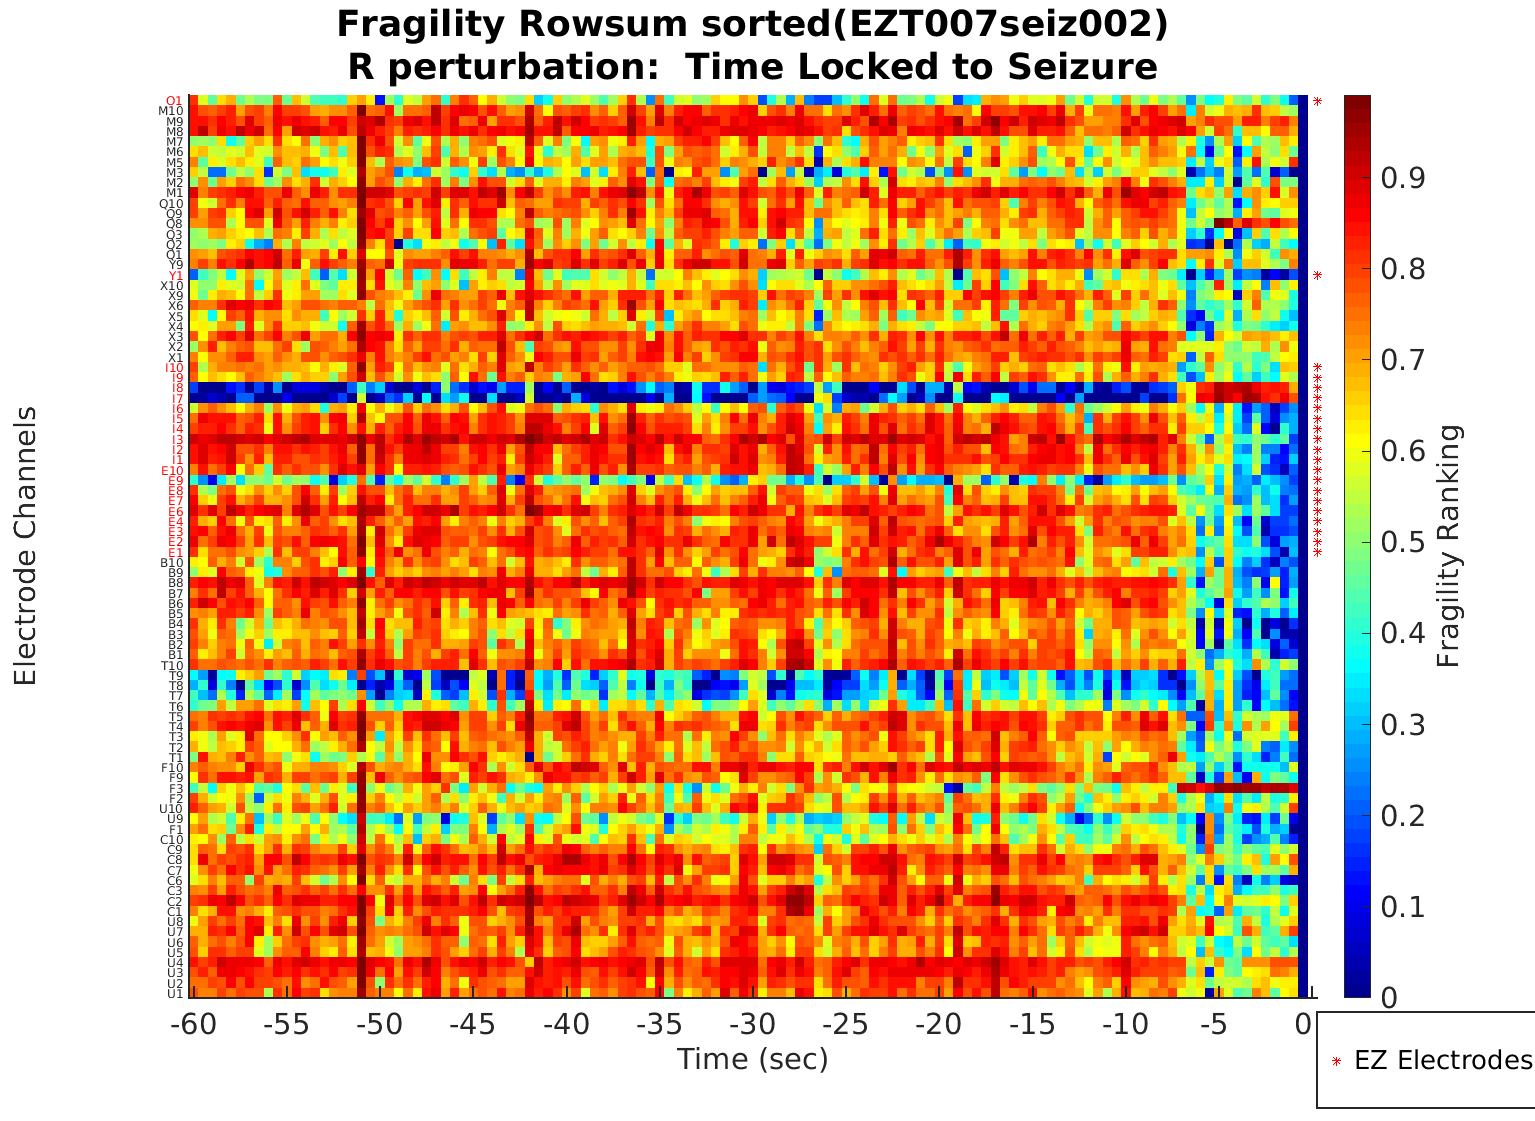 Fragility Rowsum sorted(EZT007seiz002)
R perturbation:  Time Locked to Seizure
Electrode Channels
O1
M10
M9
M8
M7
M6
M5
M3
M2
M1
Q10
Q9
Q8
Q3
Q2
Q1
Y9
Y1
X10
X9
X6
X5
X4
X3
X2
X1
I10
I9
I8
I7
I6
I5
I4
I3
I2
I1
E10
E9
E8
E7
E6
E4
E3
E2
E1
B10
B9
B8
B7
B6
B5
B4
B3
B2
B1
T10
T9
T8
T7
T6
T5
T4
T3
T2
T1
F10
F9
F3
F2
U10
U9
F1
C10
C9
C8
C7
C6
C3
C2
C1
U8
U7
U6
U5
U4
U3
U2
U1
-60
-55
-50
-45
-40
-35
-30
-25
-20
-15
-10
-5
0
Time (sec)
0.9
0.8
0.7
0.6
0.5
0.4
0.3
0.2
0.1
0
Fragility Ranking
EZ Electrodes